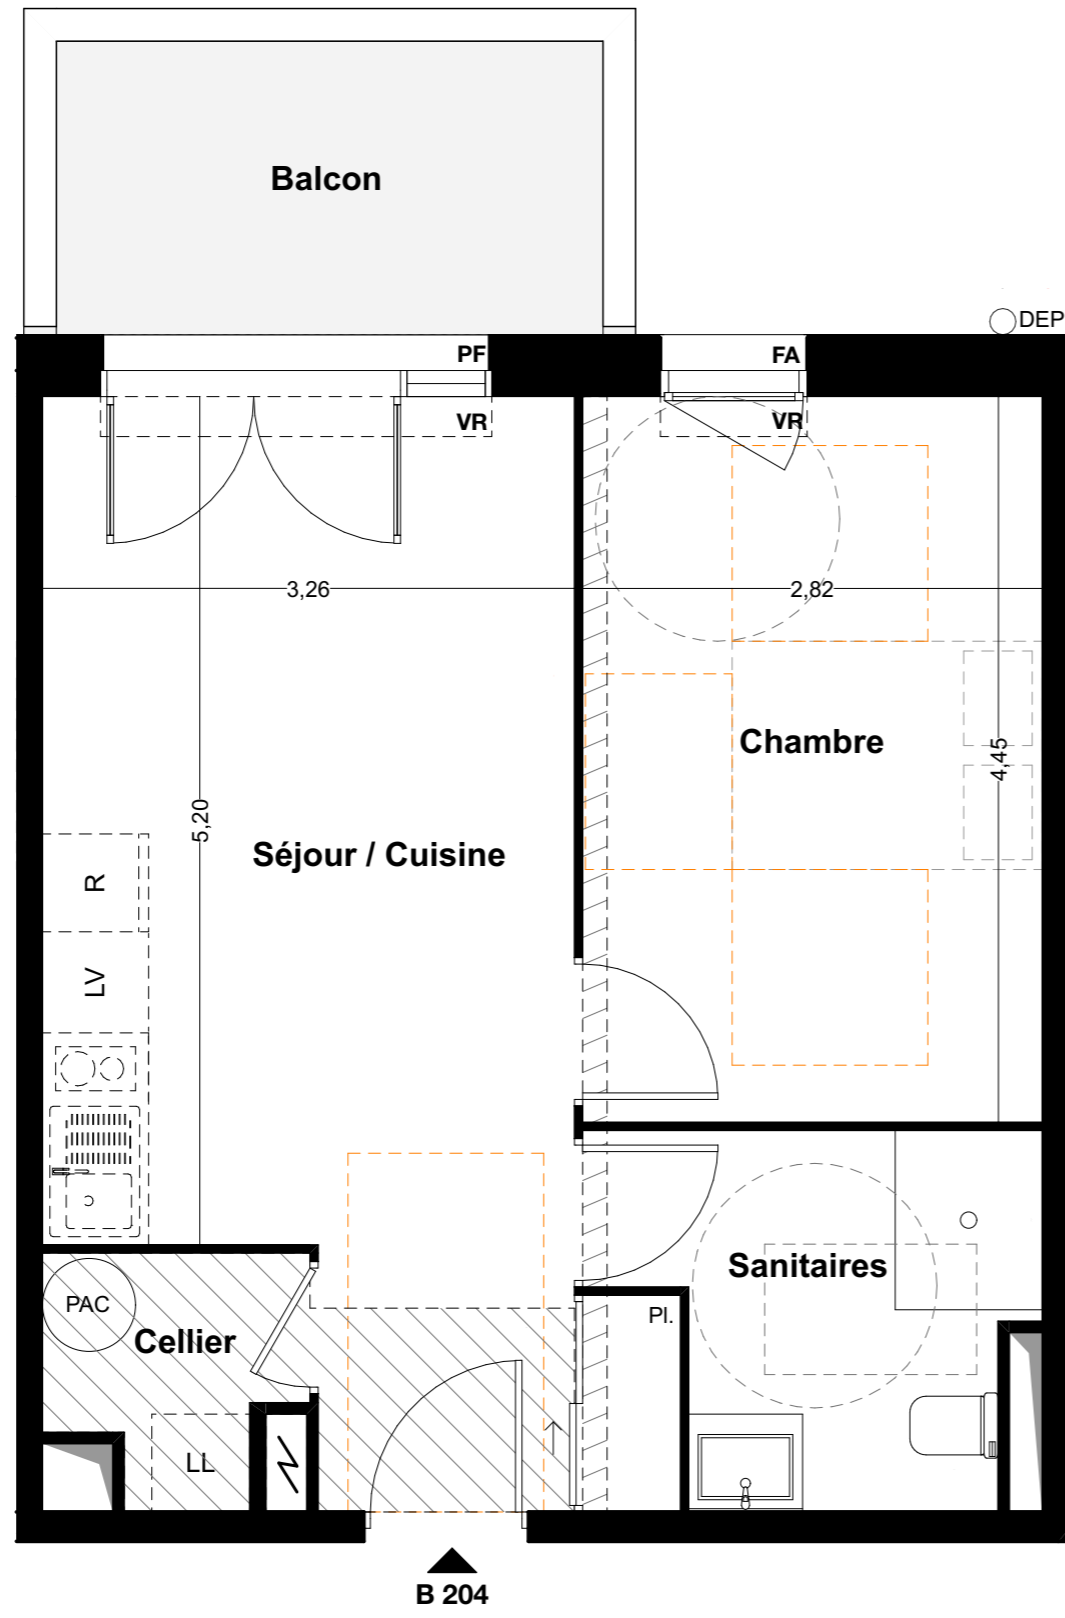 Balcon
DEP
PF
FA
VR
VR
3,26
2,82
Chambre
4,45
5,20
Séjour / Cuisine
R
LV
Sanitaires
PAC
Pl.
Cellier
LL
B 204